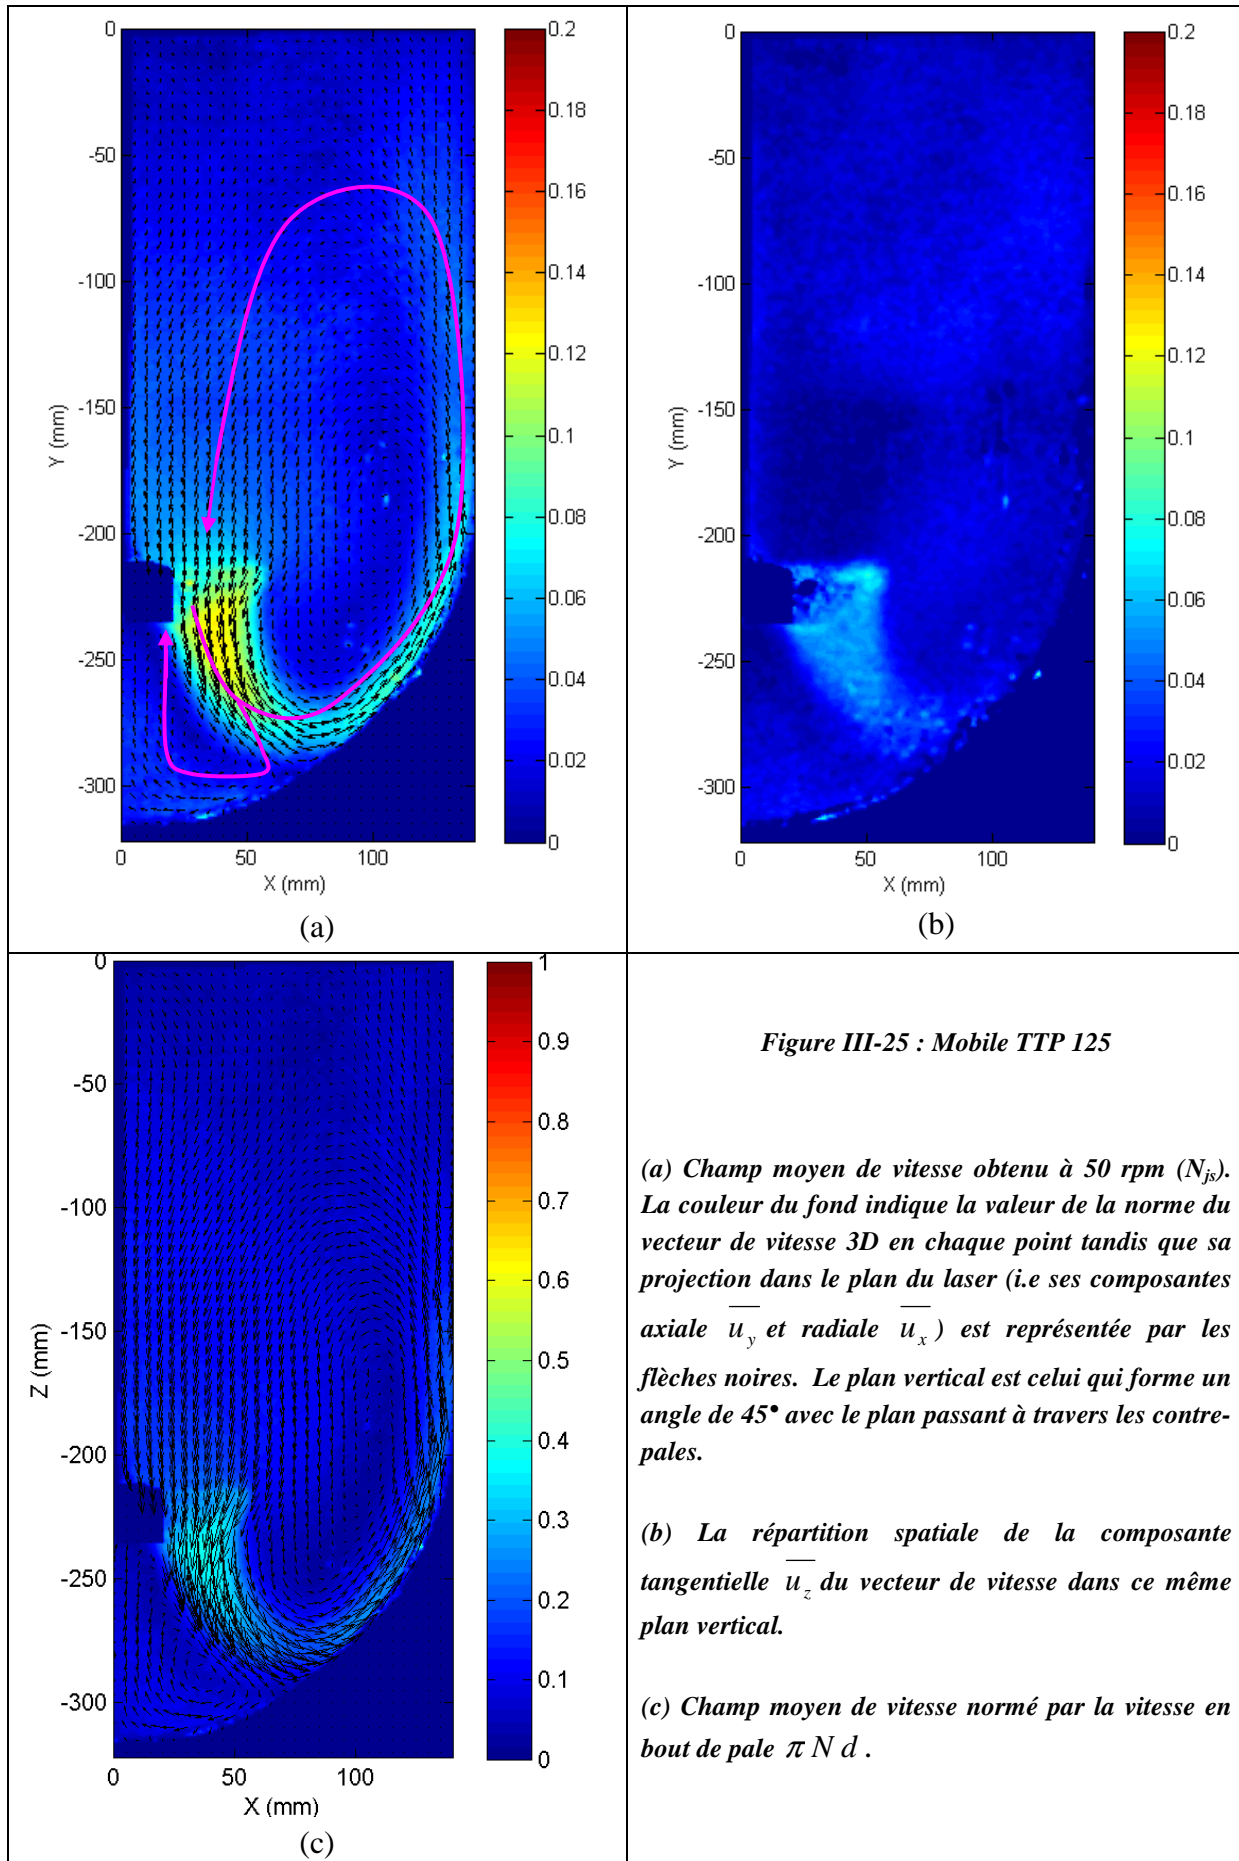 0
-50
-100
-150
-200
-250
-300
Y (mm)
0 50 100
X (mm)
0.2
0.18
0.16
0.14
0.12
0.1
0.08
0.06
0.04
0.02
0
(a)
0
-50
-100
-150
-200
-250
-300
Y (mm)
0 50 100
X (mm)
0.2
0.18
0.16
0.14
0.12
0.1
0.08
0.06
0.04
0.02
0
(b)
0
-50
-100
-150
-200
-250
-300
Z (mm)
0 50 100
X (mm)
1
0.9
0.8
0.7
0.6
0.5
0.4
0.3
0.2
0.1
0
(c)
Figure III-25 : Mobile TTP 125
(a) Champ moyen de vitesse obtenu à 50 rpm (N_js).
La couleur du fond indique la valeur de la norme du
vecteur de vitesse 3D en chaque point tandis que sa
projection dans le plan du laser (i.e ses composantes
axiale \overline{u_y} et radiale \overline{u_x}) est représentée par les
flèches noires. Le plan vertical est celui qui forme un
angle de 45• avec le plan passant à travers les contre-
pales.
(b) La répartition spatiale de la composante
tangentielle \overline{u_z} du vecteur de vitesse dans ce même
plan vertical.
(c) Champ moyen de vitesse normé par la vitesse en
bout de pale π N d .